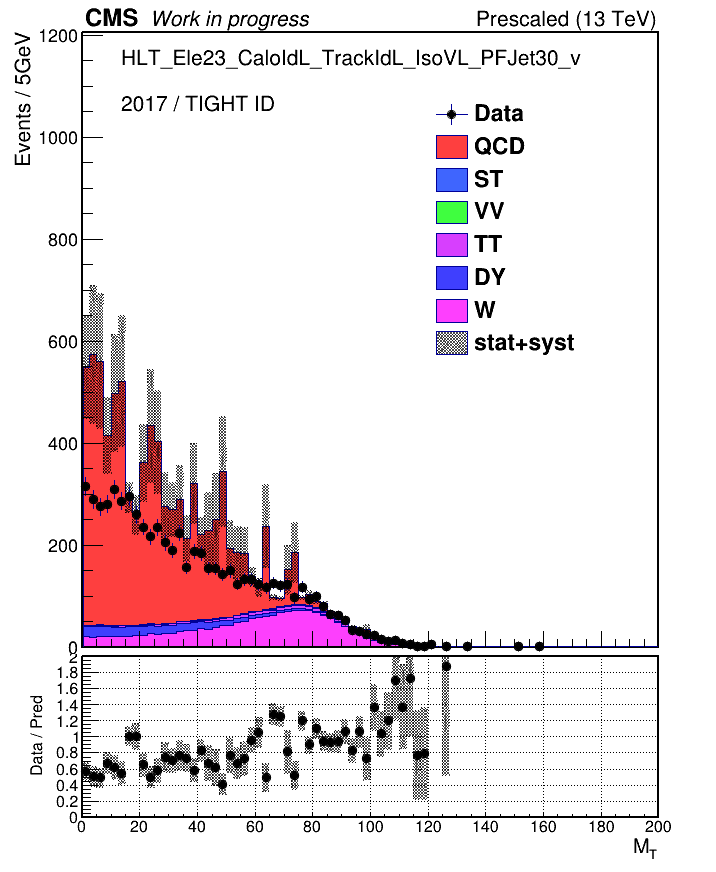 CMS Work in progress Prescaled (13 TeV)
Events / 5GeV
1200
1000
800
600
400
200
0
HLT_Ele23_CaloIdL_TrackIdL_IsoVL_PFJet30_v
2017 / TIGHT ID
Data
QCD
ST
VV
TT
DY
W
stat+syst
Data / Pred
2
1.8
1.6
1.4
1.2
1
0.8
0.6
0.4
0.2
0
0 20 40 60 80 100 120 140 160 180 200
M_T